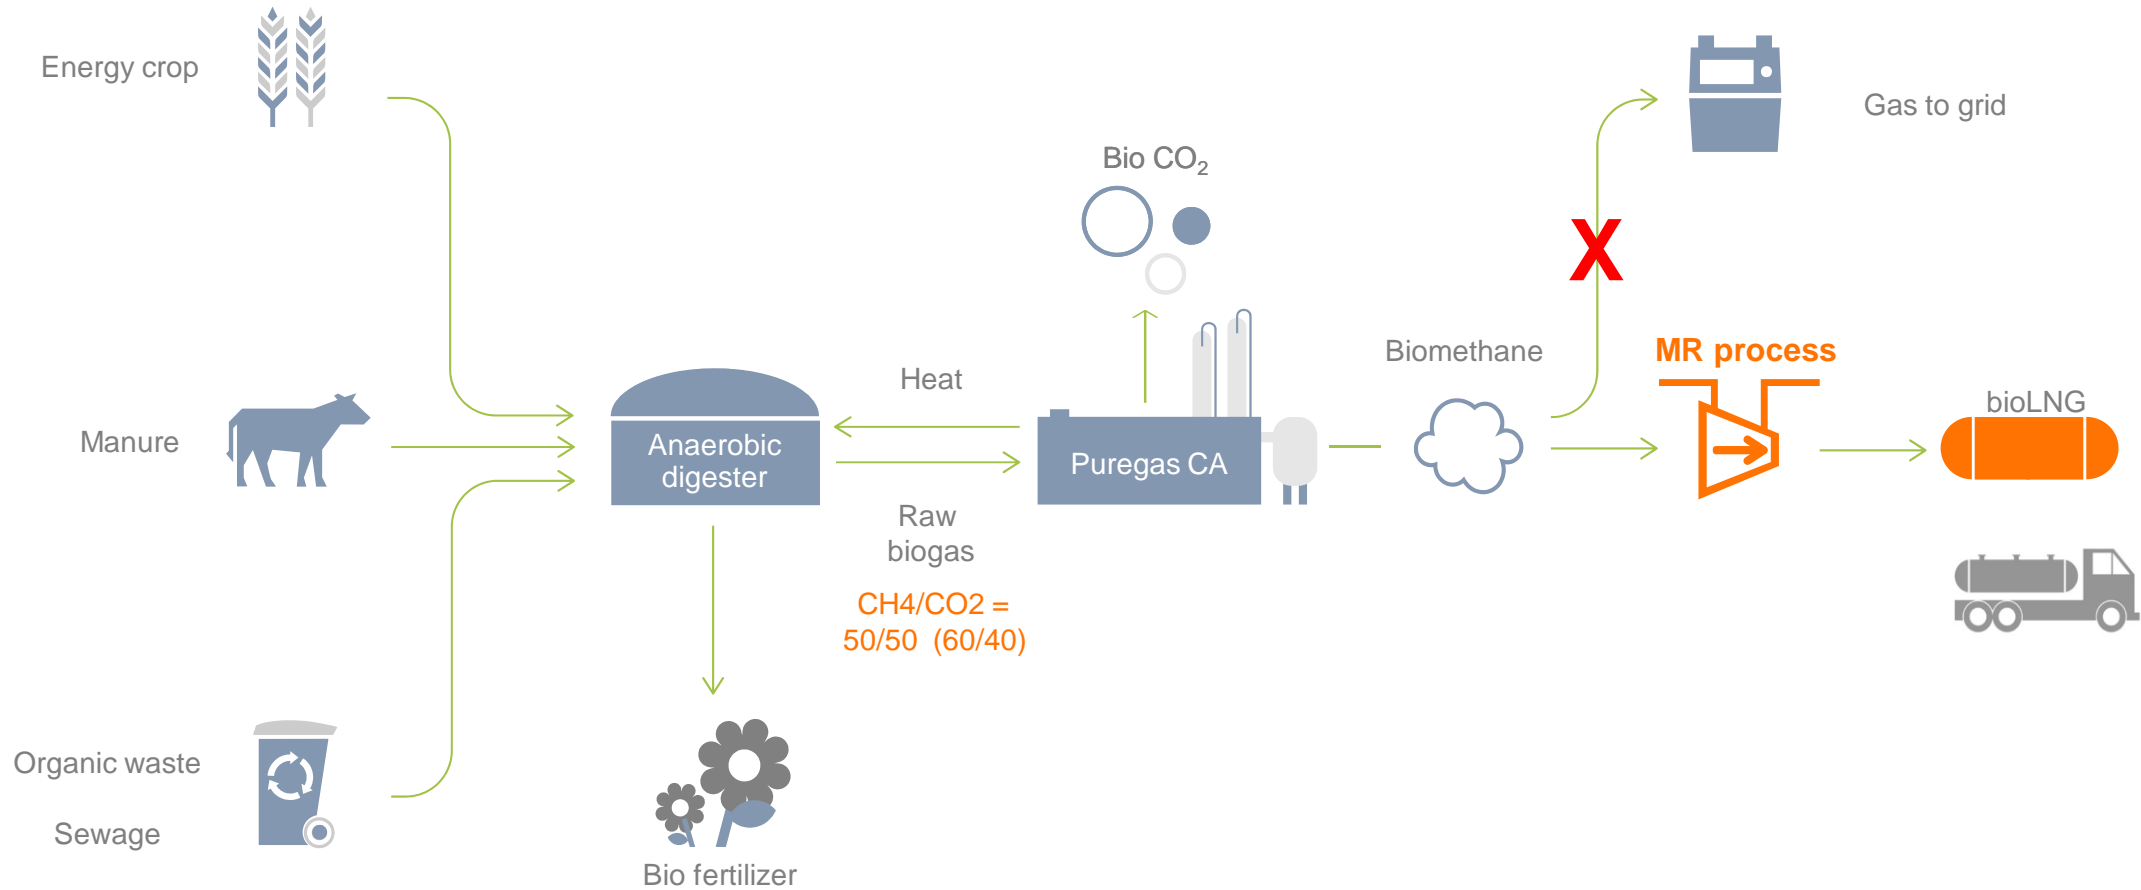 Energy crop
Manure
Organic waste
Sewage
Anaerobic
digester
Bio fertilizer
Heat
Raw
biogas
CH4/CO2 =
50/50 (60/40)
Bio CO₂
Puregas CA
Biomethane
X
Gas to grid
MR process
bioLNG